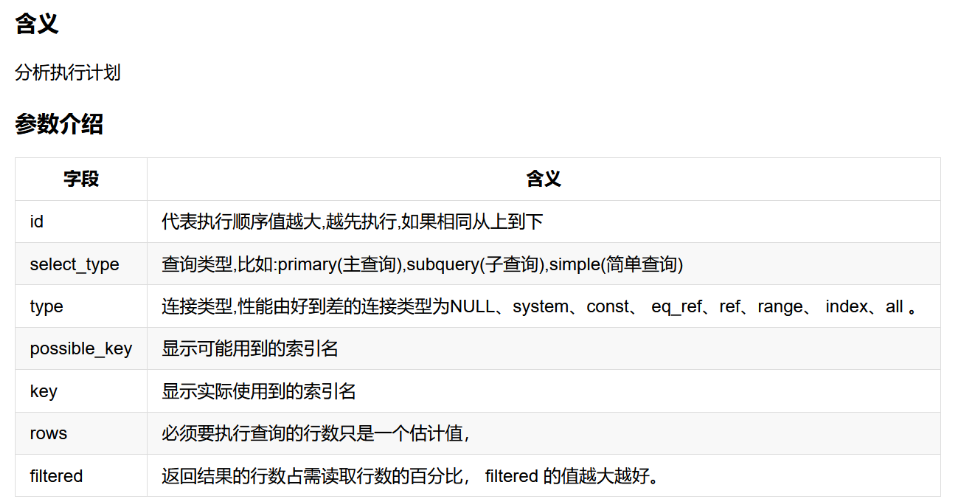 含义
分析执行计划
参数介绍
字段 含义
id 代表执行顺序值越大,越先执行,如果相同从上到下
select_type 查询类型,比如:primary(主查询),subquery(子查询),simple(简单查询)
type 连接类型,性能由好到差的连接类型为NULL、system、const、 eq_ref、ref、range、 index、all 。
possible_key 显示可能用到的索引名
key 显示实际使用到的索引名
rows 必须要执行查询的行数只是一个估计值，
filtered 返回结果的行数占需读取行数的百分比， filtered 的值越大越好。